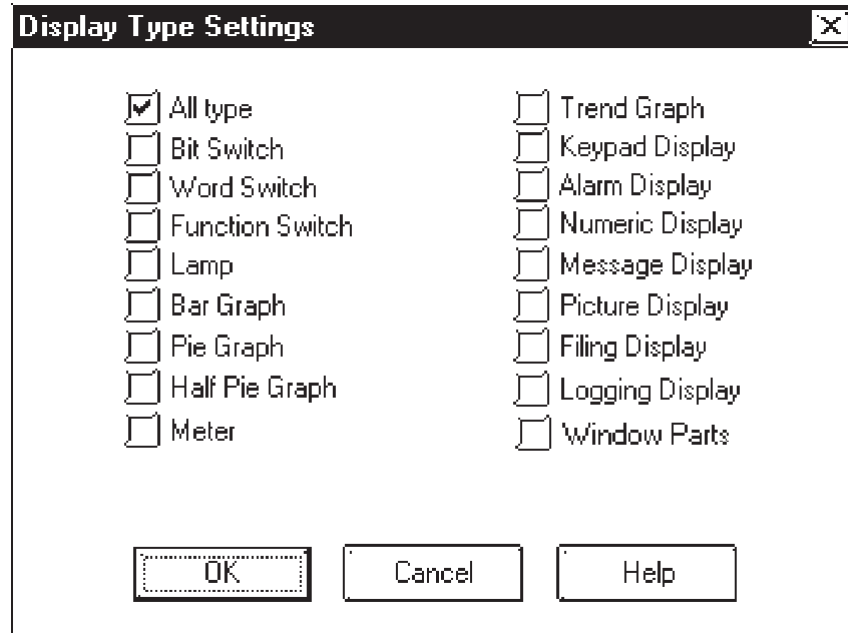 Display Type Settings
All type
Bit Switch
Word Switch
Function Switch
Lamp
Bar Graph
Pie Graph
Half Pie Graph
Meter
Trend Graph
Keypad Display
Alarm Display
Numeric Display
Message Display
Picture Display
Filing Display
Logging Display
Window Parts
OK
Cancel
Help